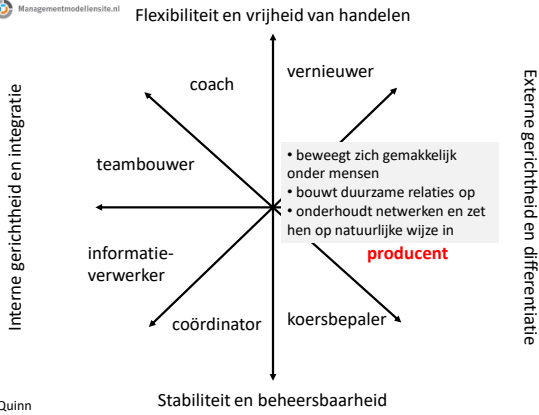 Managementmodellensite.nl
Flexibiliteit en vrijheid van handelen
coach
vernieuwer
Interne gerichtheid en integratie
Externe gerichtheid en differentiatie
teambouwer
• beweegt zich gemakkelijk
onder mensen
• bouwt duurzame relaties op
• onderhoudt netwerken en zet
hen op natuurlijke wijze in
producent
informatie-
verwerker
coördinator
koersbepaler
Stabiliteit en beheersbaarheid
Quinn